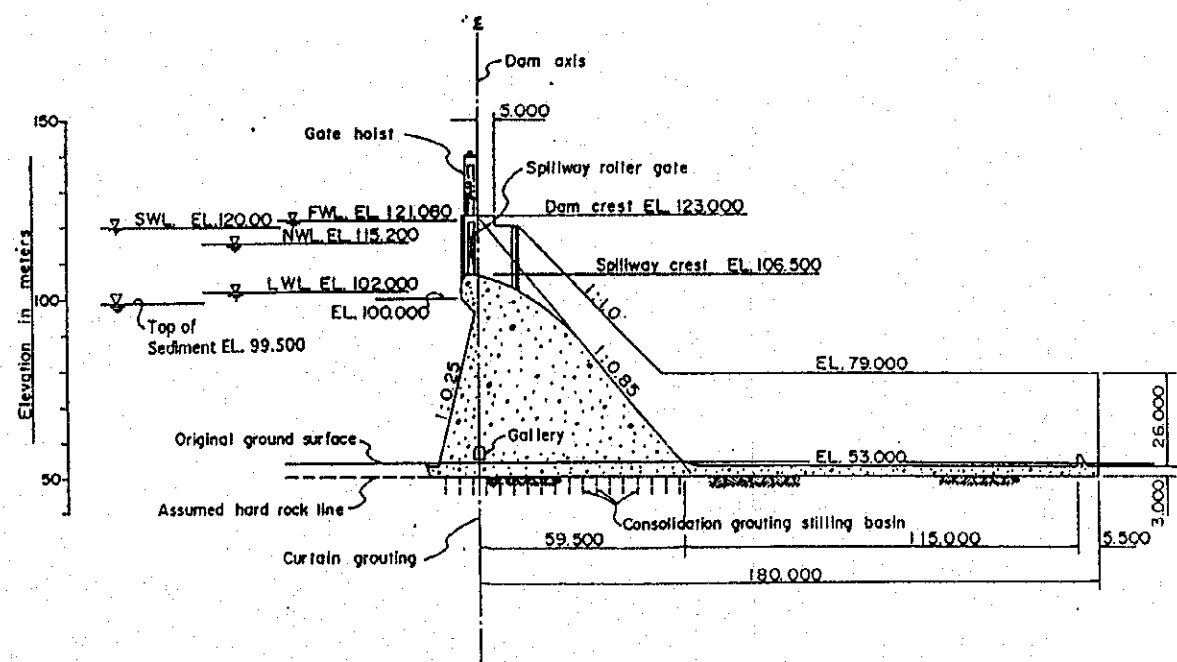 Dam axis
5.000
150
Gate hoist
Spillway roller gate
SWL. EL.120.00
FWL. EL 121.060
Dam crest EL. 123.000
NWL.EL.115.200
Spillway crest EL. 106.500
LWL EL. 102.000
100
EL. 100.000
1:1.0
Top of
Sediment EL. 99.500
Elevation in meters
1:0.25
1:0.85
EL. 79.000
26.000
Original ground surface
Gallery
EL. 53.000
50
Assumed hard rock line
Consolidation grouting stilling basin
3.000
59.500
115.000
5.500
Curtain grouting
180.000